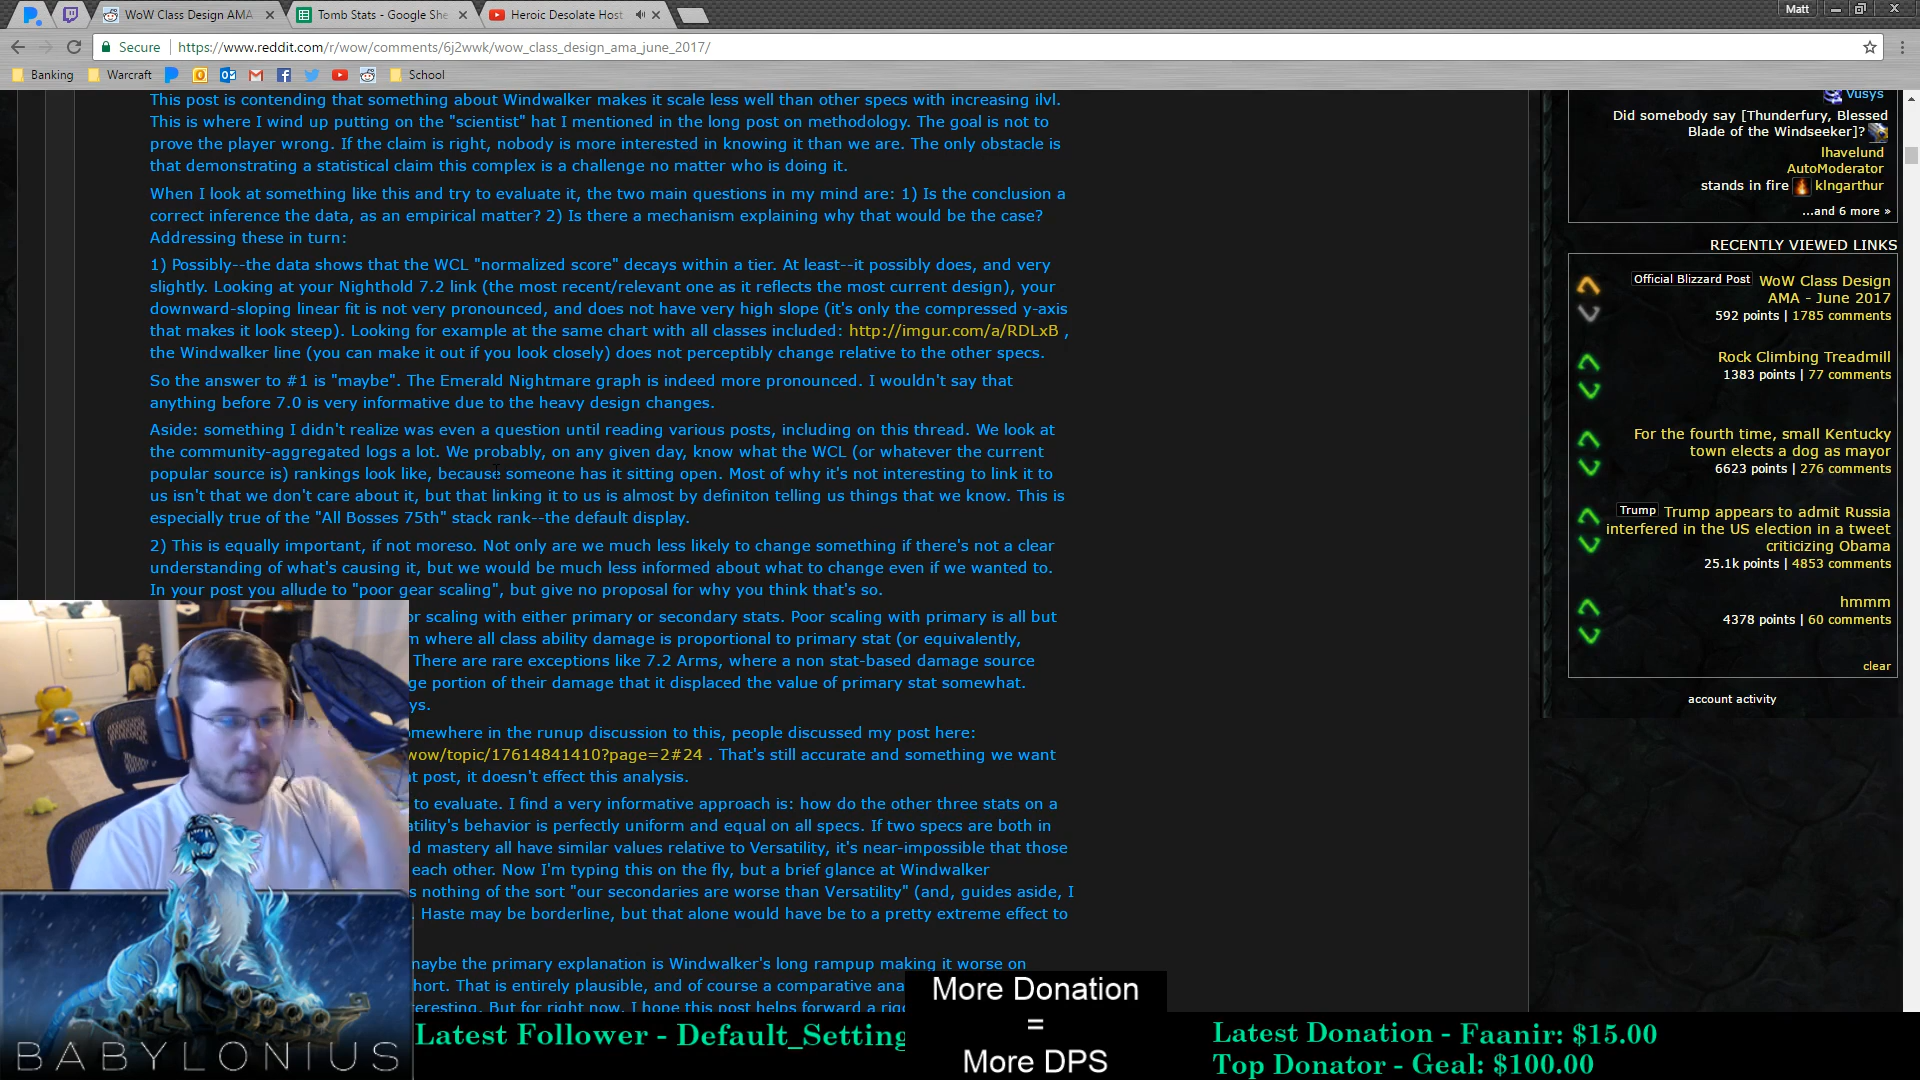 WoW Class Design AMA
Tomb Stats - Google She
Heroic Desolate Host
Matt
Secure
https://www.reddit.com/r/wow/comments/6j2wwk/wow_class_design_ama_june_2017/
Banking
Warcraft
School
This post is contending that something about Windwalker makes it scale less well than other specs with increasing ilvl.
This is where I wind up putting on the "scientist" hat I mentioned in the long post on methodology. The goal is not to
prove the player wrong. If the claim is right, nobody is more interested in knowing it than we are. The only obstacle is
that demonstrating a statistical claim this complex is a challenge no matter who is doing it.
When I look at something like this and try to evaluate it, the two main questions in my mind are: 1) Is the conclusion a
correct inference the data, as an empirical matter? 2) Is there a mechanism explaining why that would be the case?
Addressing these in turn:
1) Possibly--the data shows that the WCL "normalized score" decays within a tier. At least--it possibly does, and very
slightly. Looking at your Nighthold 7.2 link (the most recent/relevant one as it reflects the most current design), your
downward-sloping linear fit is not very pronounced, and does not have very high slope (it's only the compressed y-axis
that makes it look steep). Looking for example at the same chart with all classes included: http://imgur.com/a/RDLxB ,
the Windwalker line (you can make it out if you look closely) does not perceptibly change relative to the other specs.
So the answer to #1 is "maybe". The Emerald Nightmare graph is indeed more pronounced. I wouldn't say that
anything before 7.0 is very informative due to the heavy design changes.
Aside: something I didn't realize was even a question until reading various posts, including on this thread. We look at
the community-aggregated logs a lot. We probably, on any given day, know what the WCL (or whatever the current
popular source is) rankings look like, because someone has it sitting open. Most of why it's not interesting to link it to
us isn't that we don't care about it, but that linking it to us is almost by definiton telling us things that we know. This is
especially true of the "All Bosses 75th" stack rank--the default display.
2) This is equally important, if not moreso. Not only are we much less likely to change something if there's not a clear
understanding of what's causing it, but we would be much less informed about what to change even if we wanted to.
In your post you allude to "poor gear scaling", but give no proposal for why you think that's so.
or scaling with either primary or secondary stats. Poor scaling with primary is all but
m where all class ability damage is proportional to primary stat (or equivalently,
There are rare exceptions like 7.2 Arms, where a non stat-based damage source
ge portion of their damage that it displaced the value of primary stat somewhat.
ys.
omewhere in the runup discussion to this, people discussed my post here:
wow/topic/17614841410?page=2#24 . That's still accurate and something we want
t post, it doesn't effect this analysis.
to evaluate. I find a very informative approach is: how do the other three stats on a
atility's behavior is perfectly uniform and equal on all specs. If two specs are both in
d mastery all have similar values relative to Versatility, it's near-impossible that those
each other. Now I'm typing this on the fly, but a brief glance at Windwalker
s nothing of the sort "our secondaries are worse than Versatility" (and, guides aside, I
. Haste may be borderline, but that alone would have be to a pretty extreme effect to
maybe the primary explanation is Windwalker's long rampup making it worse on
hort. That is entirely plausible, and of course a comparative ana
eresting. But for right now, I hope this post helps forward a rigo
Vusys
Did somebody say [Thunderfury, Blessed
Blade of the Windseeker]?
lhavelund
AutoModerator
stands in fire klngarthur
...and 6 more »
RECENTLY VIEWED LINKS
Official Blizzard Post WoW Class Design
AMA - June 2017
592 points | 1785 comments
Rock Climbing Treadmill
1383 points | 77 comments
For the fourth time, small Kentucky
town elects a dog as mayor
6623 points | 276 comments
Trump Trump appears to admit Russia
interfered in the US election in a tweet
criticizing Obama
25.1k points | 4853 comments
hmmm
4378 points | 60 comments
clear
account activity
BABYLONIUS
Latest Follower - Default_Setting
More Donation
=
More DPS
Latest Donation - Faanir: $15.00
Top Donator - Geal: $100.00